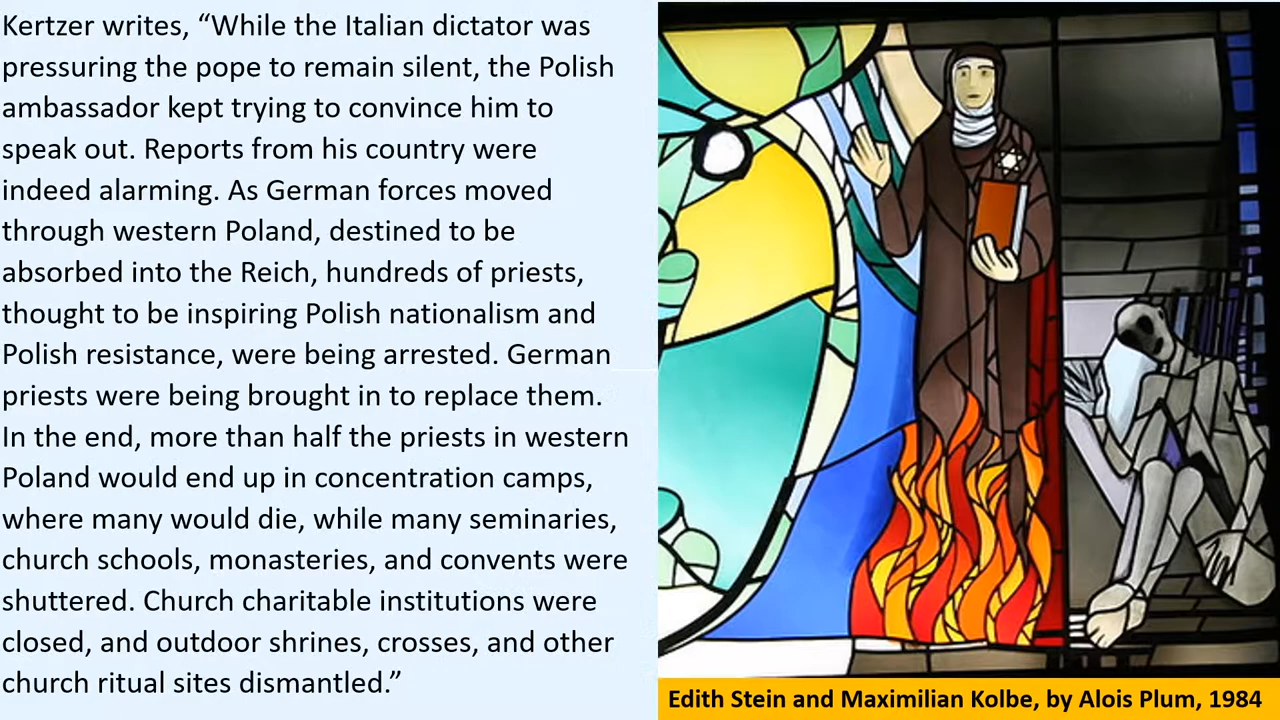 Kertzer writes, “While the Italian dictator was
pressuring the pope to remain silent, the Polish
ambassador kept trying to convince him to
speak out. Reports from his country were
indeed alarming. As German forces moved
through western Poland, destined to be
absorbed into the Reich, hundreds of priests,
thought to be inspiring Polish nationalism and
Polish resistance, were being arrested. German
priests were being brought in to replace them.
In the end, more than half the priests in western
Poland would end up in concentration camps,
where many would die, while many seminaries,
church schools, monasteries, and convents were
shuttered. Church charitable institutions were
closed, and outdoor shrines, crosses, and other
church ritual sites dismantled.”
Edith Stein and Maximilian Kolbe, by Alois Plum, 1984